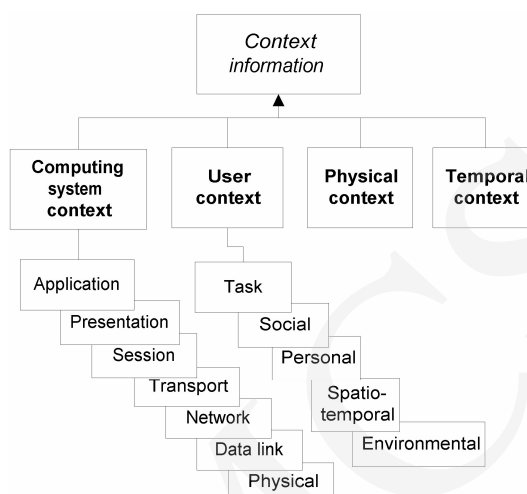 Context
information
Computing
system
context
User
context
Physical
context
Temporal
context
Application
Presentation
Session
Transport
Network
Data link
Physical
Task
Social
Personal
Spatio-
temporal
Environmental